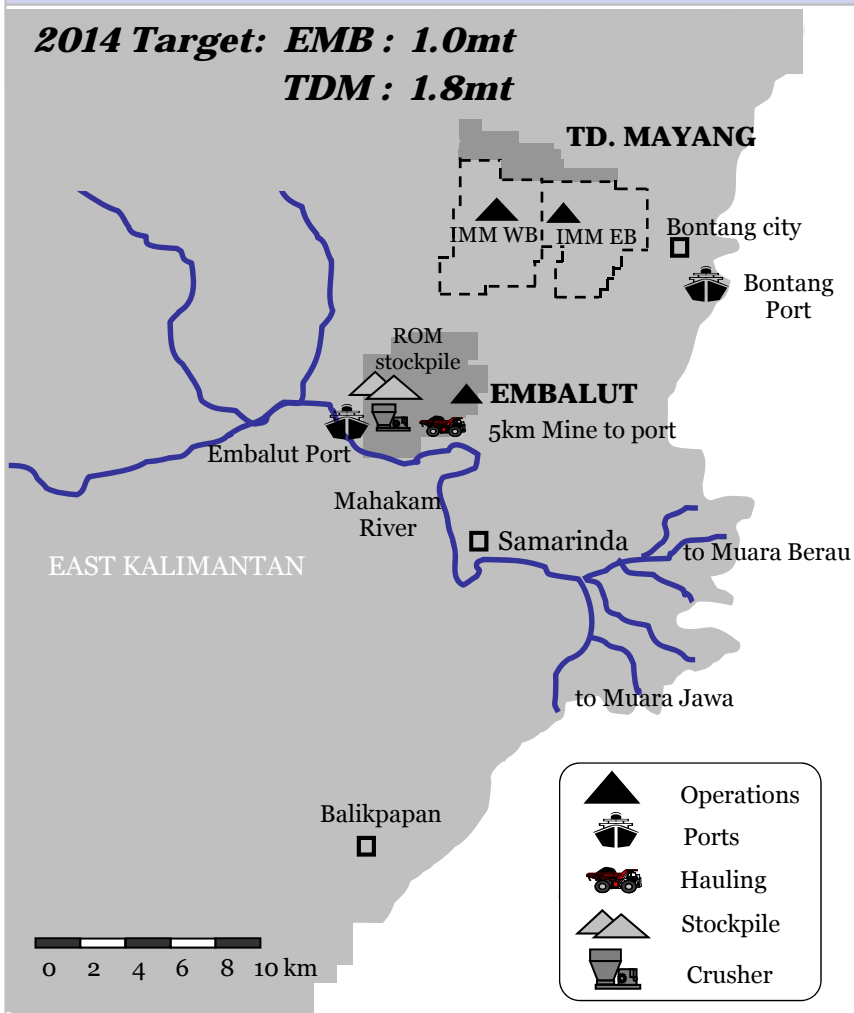 2014 Target: EMB : 1.0mt
TDM : 1.8mt
TD. MAYANG
IMM WB
IMM EB
Bontang city
Bontang
Port
ROM
stockpile
EMBALUT
5km Mine to port
Embalut Port
Mahakam
River
Samarinda
to Muara Berau
EAST KALIMANTAN
to Muara Jawa
Balikpapan
Operations
Ports
Hauling
Stockpile
Crusher
0 2 4 6 8 10 km